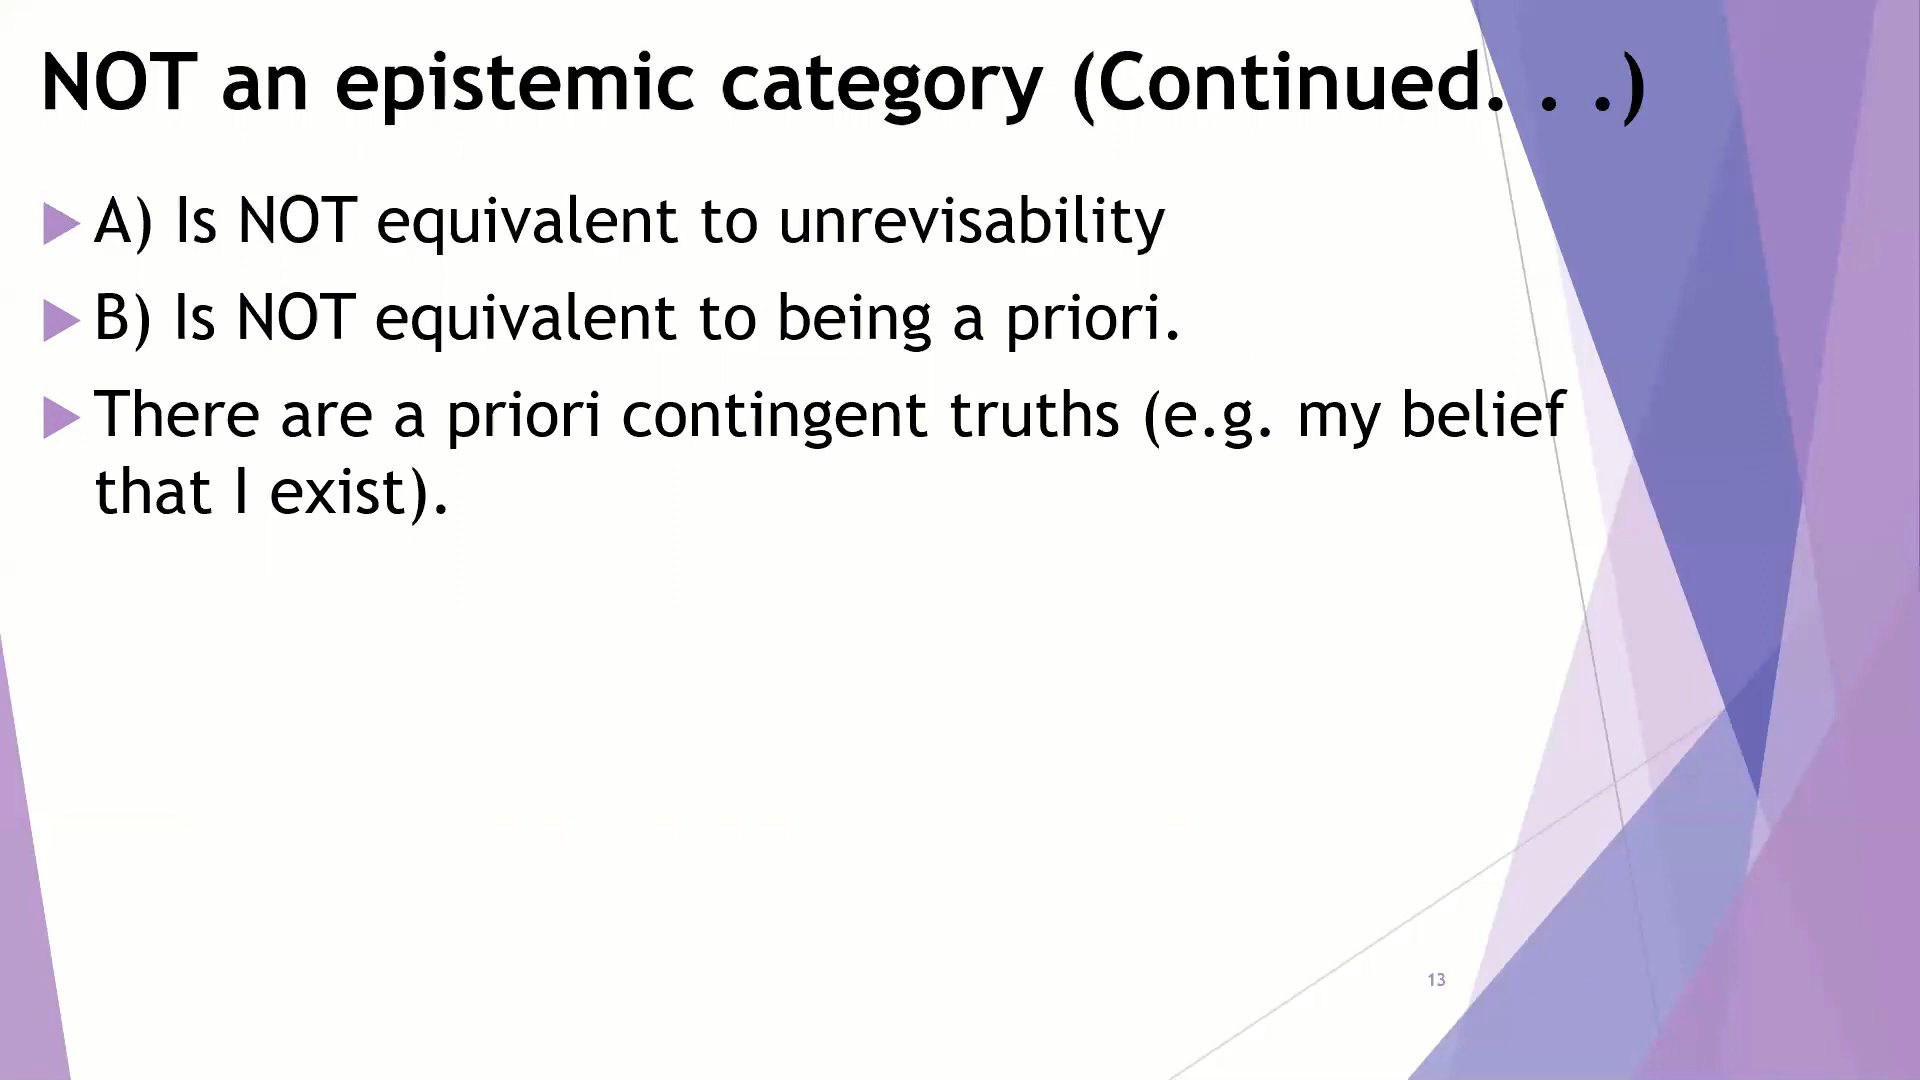 NOT an epistemic category (Continued. . .)
A) Is NOT equivalent to unrevisability
B) Is NOT equivalent to being a priori.
There are a priori contingent truths (e.g. my belief
that I exist).
13